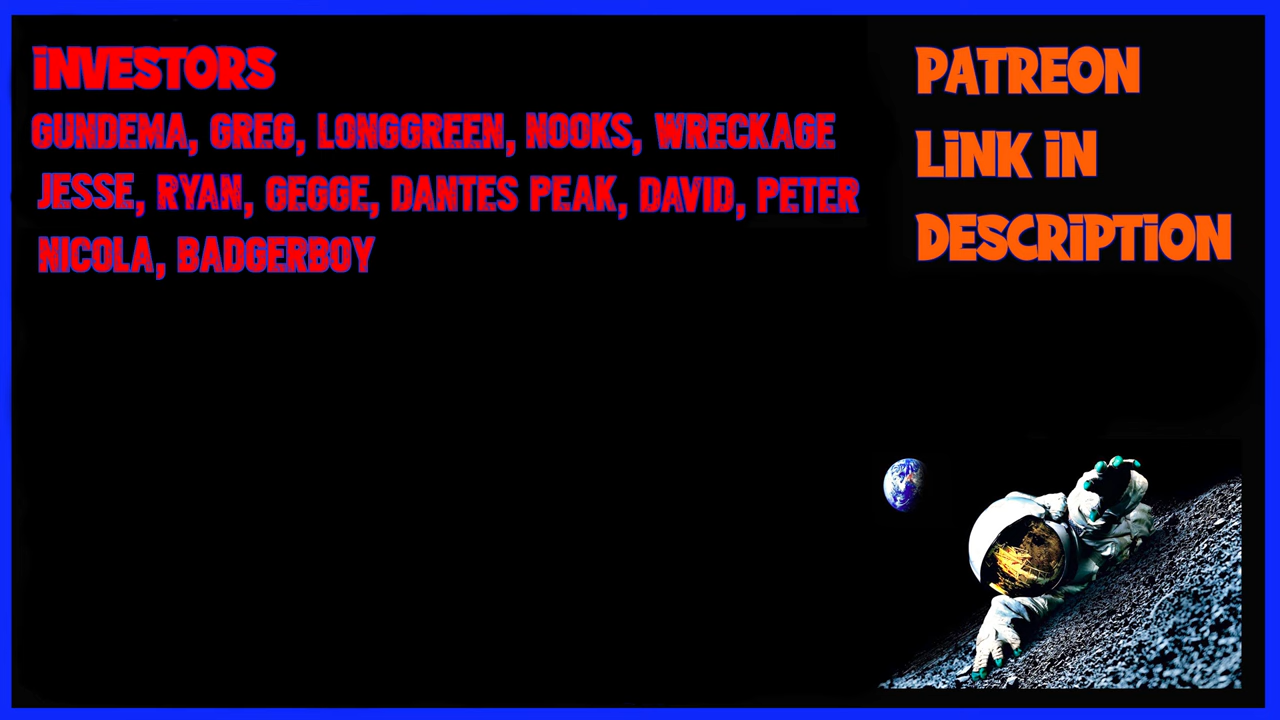 iNVESTORS
GUNDEMA, GREG, LONGGREEN, NOOKS, WRECKAGE
JESSE, RYAN, GEGGE, DANTES PEAK, DAVID, PETER
NICOLA, BADGERBOY
PATREON
LiNK iN
DESCRiPTiON